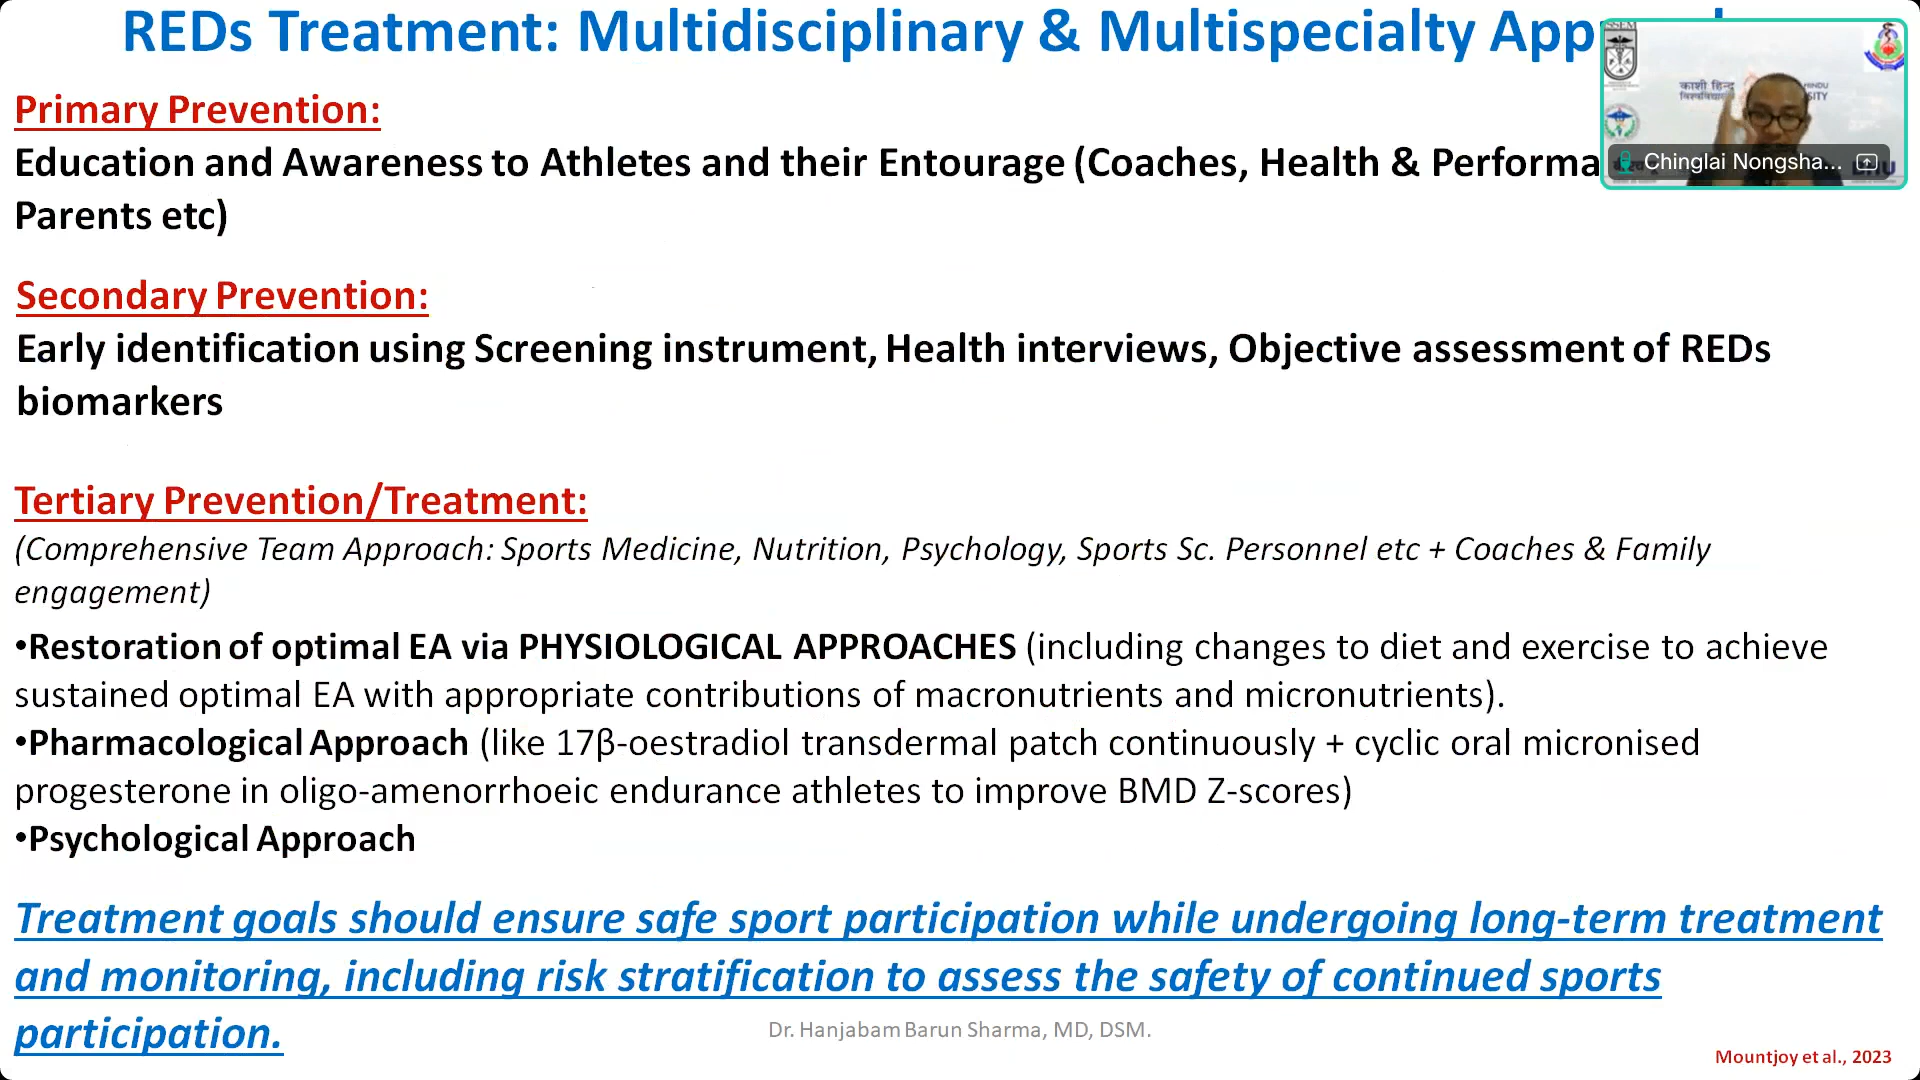 REDs Treatment: Multidisciplinary & Multispecialty App
Primary Prevention:
Education and Awareness to Athletes and their Entourage (Coaches, Health & Performa
Parents etc)
काशी हिन्दू
Chinglai Nongsha...
Secondary Prevention:
Early identification using Screening instrument, Health interviews, Objective assessment of REDs
biomarkers
Tertiary Prevention/Treatment:
(Comprehensive Team Approach: Sports Medicine, Nutrition, Psychology, Sports Sc. Personnel etc + Coaches & Family
engagement)
•Restoration of optimal EA via PHYSIOLOGICAL APPROACHES (including changes to diet and exercise to achieve
sustained optimal EA with appropriate contributions of macronutrients and micronutrients).
•Pharmacological Approach (like 17β-oestradiol transdermal patch continuously + cyclic oral micronised
progesterone in oligo-amenorrhoeic endurance athletes to improve BMD Z-scores)
•Psychological Approach
Treatment goals should ensure safe sport participation while undergoing long-term treatment
and monitoring, including risk stratification to assess the safety of continued sports
participation.
Dr. Hanjabam Barun Sharma, MD, DSM.
Mountjoy et al., 2023